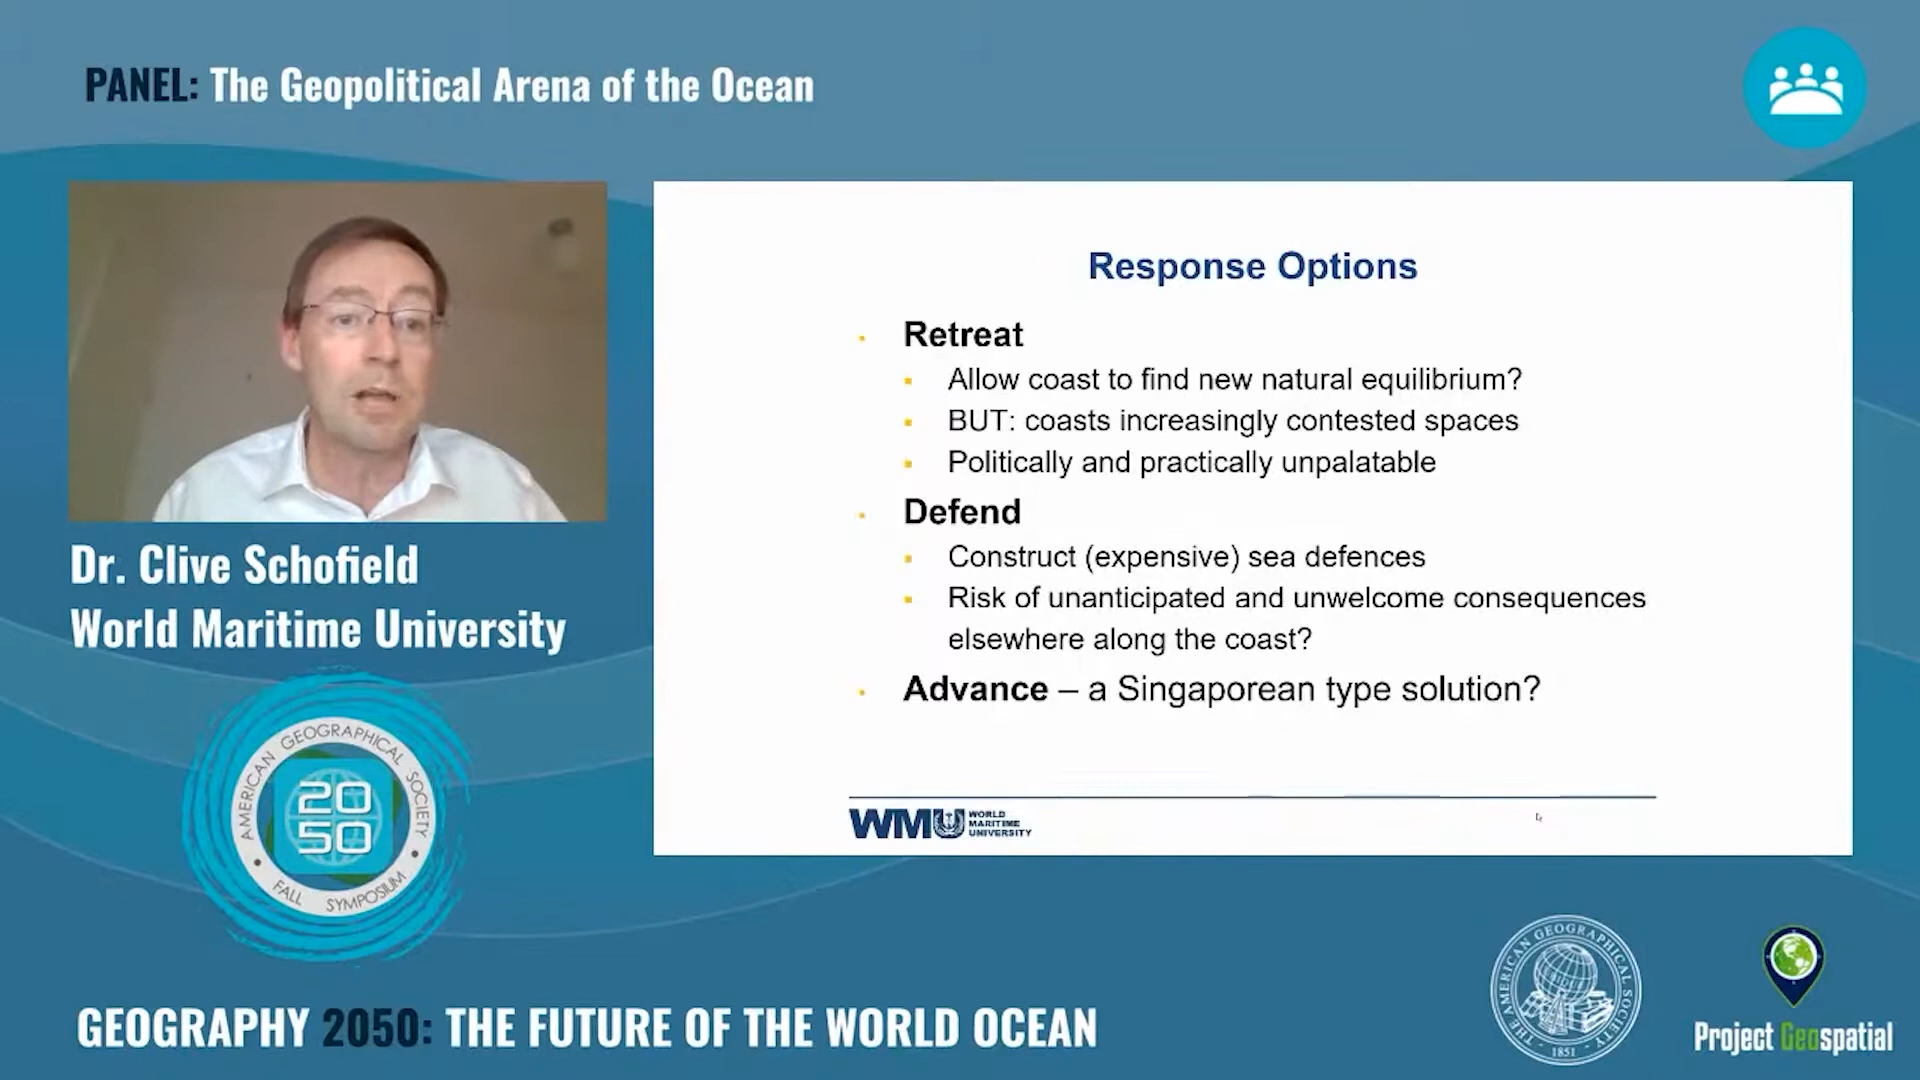 PANEL: The Geopolitical Arena of the Ocean
Dr. Clive Schofield
World Maritime University
Response Options
Retreat
Allow coast to find new natural equilibrium?
BUT: coasts increasingly contested spaces
Politically and practically unpalatable
Defend
Construct (expensive) sea defences
Risk of unanticipated and unwelcome consequences
elsewhere along the coast?
Advance – a Singaporean type solution?
WMU WORLD
MARITIME
UNIVERSITY
AMERICAN GEOGRAPHICAL SOCIETY
20
50
FALL SYMPOSIUM
THE AMERICAN GEOGRAPHICAL SOCIETY
1851
Project Geospatial
GEOGRAPHY 2050: THE FUTURE OF THE WORLD OCEAN